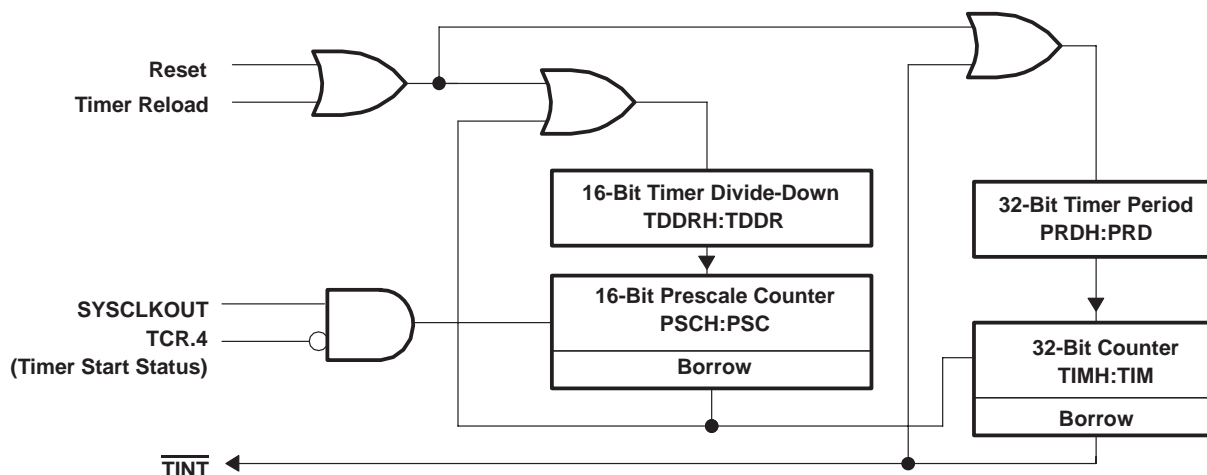 Reset
Timer Reload
16-Bit Timer Divide-Down
TDDRH:TDDR
32-Bit Timer Period
PRDH:PRD
SYSCLKOUT
TCR.4
(Timer Start Status)
16-Bit Prescale Counter
PSCH:PSC
Borrow
32-Bit Counter
TIMH:TIM
Borrow
TINT